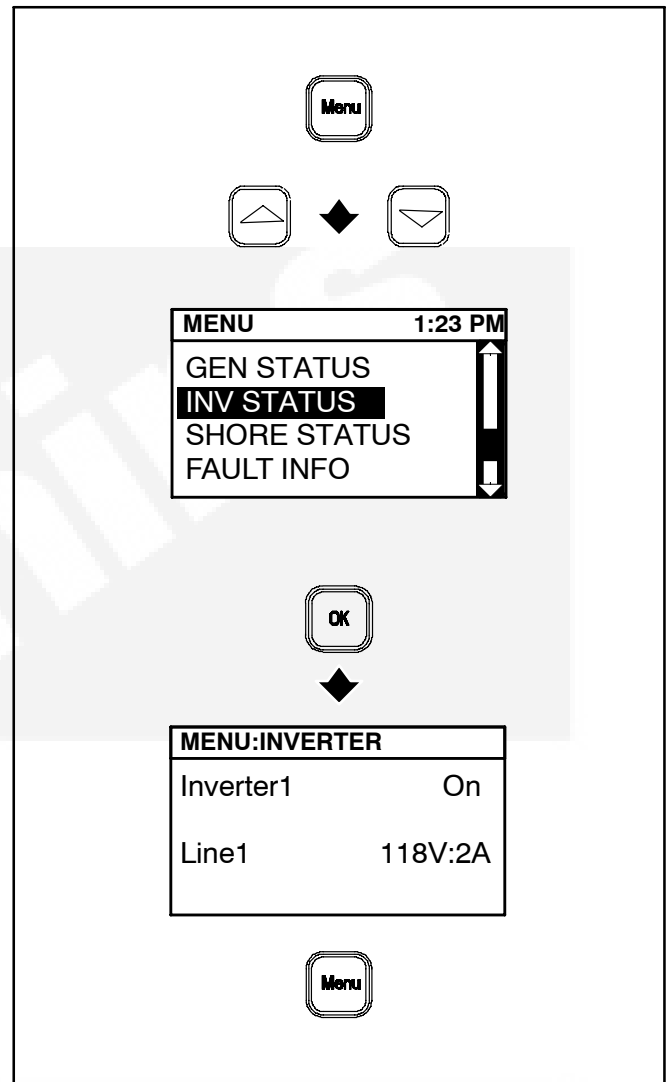 Menu
MENU 1:23 PM
GEN STATUS
INV STATUS
SHORE STATUS
FAULT INFO
OK
MENU:INVERTER
Inverter1 On
Line1 118V:2A
Menu